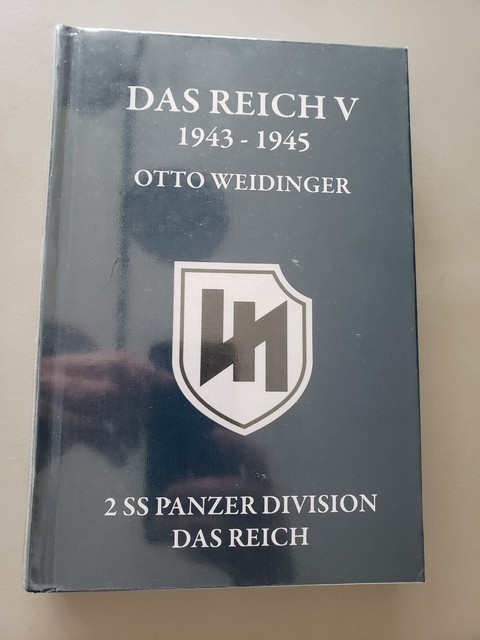 DAS REICH V
1943 - 1945
OTTO WEIDINGER
2 SS PANZER DIVISION
DAS REICH